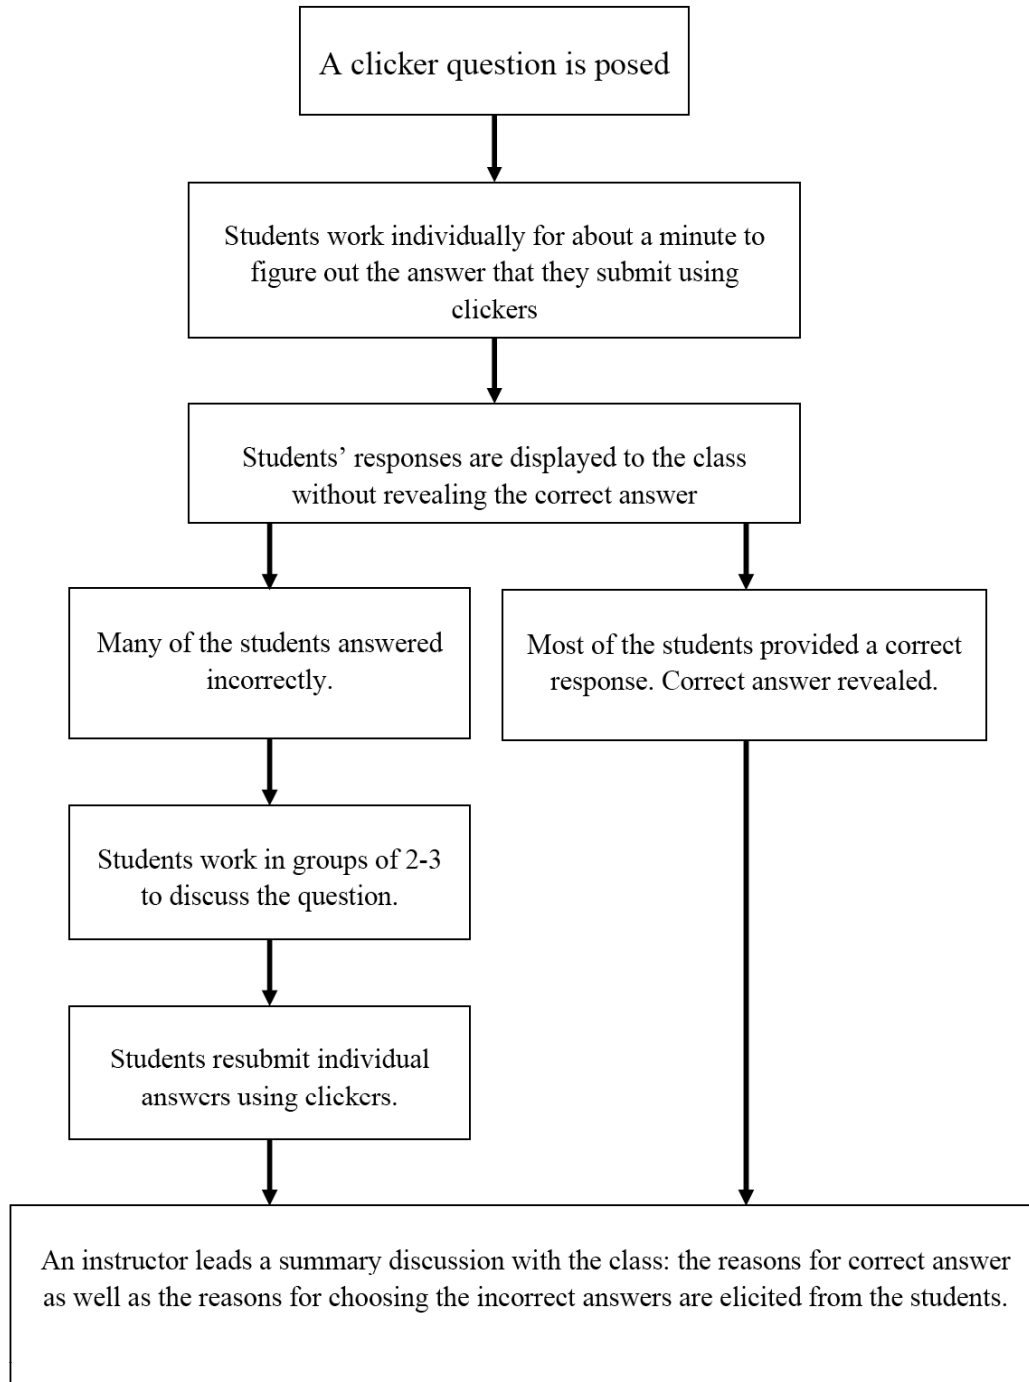 A clicker question is posed
Students work individually for about a minute to
figure out the answer that they submit using
clickers
Students’ responses are displayed to the class
without revealing the correct answer
Many of the students answered
incorrectly.
Most of the students provided a correct
response. Correct answer revealed.
Students work in groups of 2-3
to discuss the question.
Students resubmit individual
answers using clickers.
An instructor leads a summary discussion with the class: the reasons for correct answer
as well as the reasons for choosing the incorrect answers are elicited from the students.